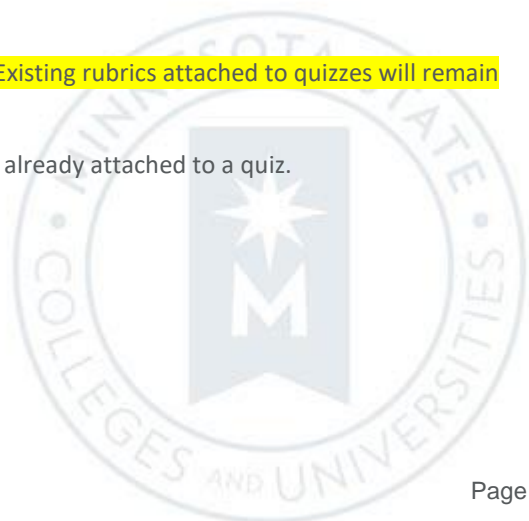 Existing rubrics attached to quizzes will remain
already attached to a quiz.
MINNESOTA STATE
M
COLLEGES AND UNIVERSITIES
Page